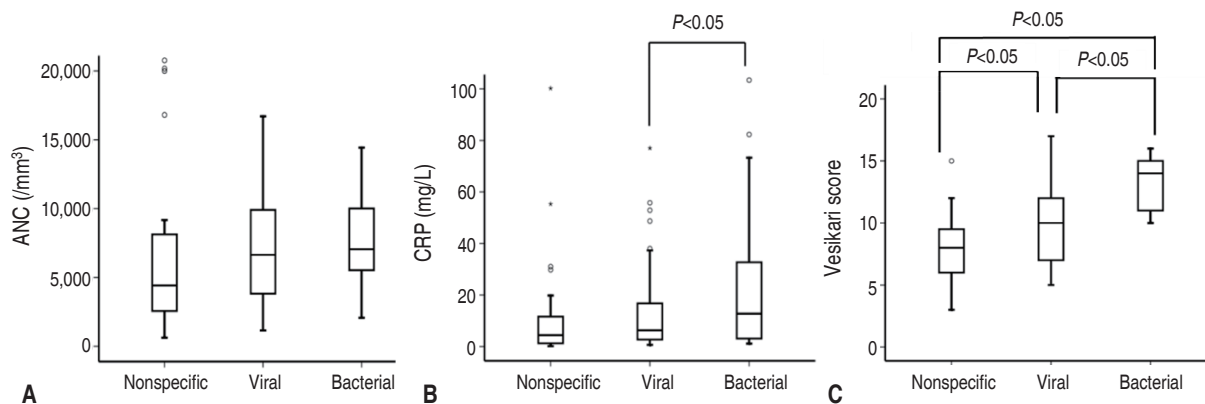 P<0.05
20,000
15,000
10,000
5,000
0
ANC (/mm³)
Nonspecific Viral Bacterial
A
P<0.05
100
80
60
40
20
0
CRP (mg/L)
Nonspecific Viral Bacterial
B
P<0.05
P<0.05
20
15
10
5
0
Vesikari score
Nonspecific Viral Bacterial
C